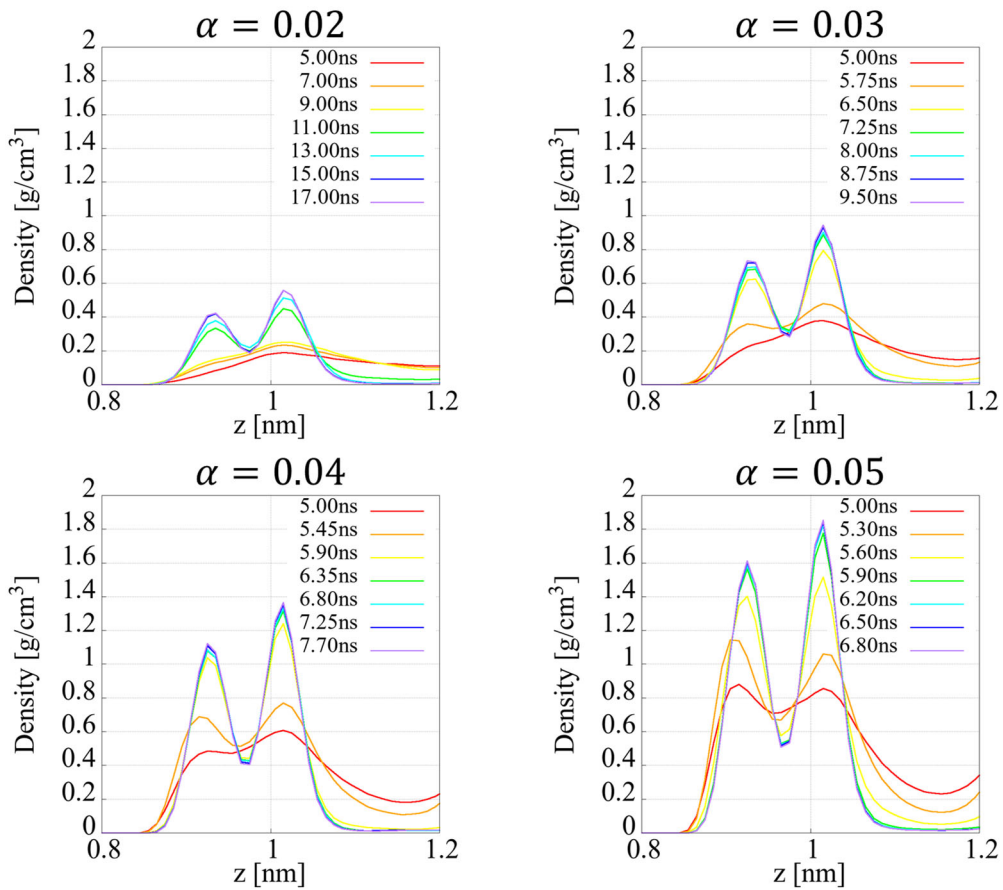 α = 0.02
2
1.8
1.6
1.4
1.2
1
0.8
0.6
0.4
0.2
0
Density [g/cm³]
5.00ns
7.00ns
9.00ns
11.00ns
13.00ns
15.00ns
17.00ns
0.8 1 1.2
z [nm]
α = 0.03
2
1.8
1.6
1.4
1.2
1
0.8
0.6
0.4
0.2
0
Density [g/cm³]
5.00ns
5.75ns
6.50ns
7.25ns
8.00ns
8.75ns
9.50ns
0.8 1 1.2
z [nm]
α = 0.04
2
1.8
1.6
1.4
1.2
1
0.8
0.6
0.4
0.2
0
Density [g/cm³]
5.00ns
5.45ns
5.90ns
6.35ns
6.80ns
7.25ns
7.70ns
0.8 1 1.2
z [nm]
α = 0.05
2
1.8
1.6
1.4
1.2
1
0.8
0.6
0.4
0.2
0
Density [g/cm³]
5.00ns
5.30ns
5.60ns
5.90ns
6.20ns
6.50ns
6.80ns
0.8 1 1.2
z [nm]